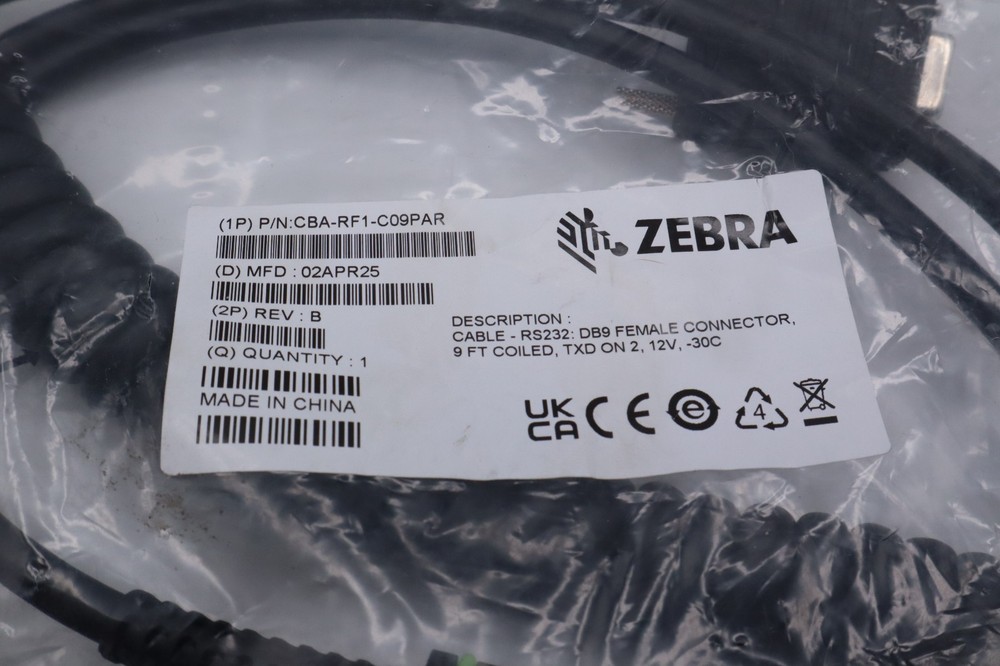 (1P) P/N:CBA-RF1-C09PAR
(D) MFD : 02APR25
(2P) REV : B
(Q) QUANTITY : 1
MADE IN CHINA
ZEBRA
DESCRIPTION :
CABLE - RS232: DB9 FEMALE CONNECTOR,
9 FT COILED, TXD ON 2, 12V, -30C
UK
CA CE e 4